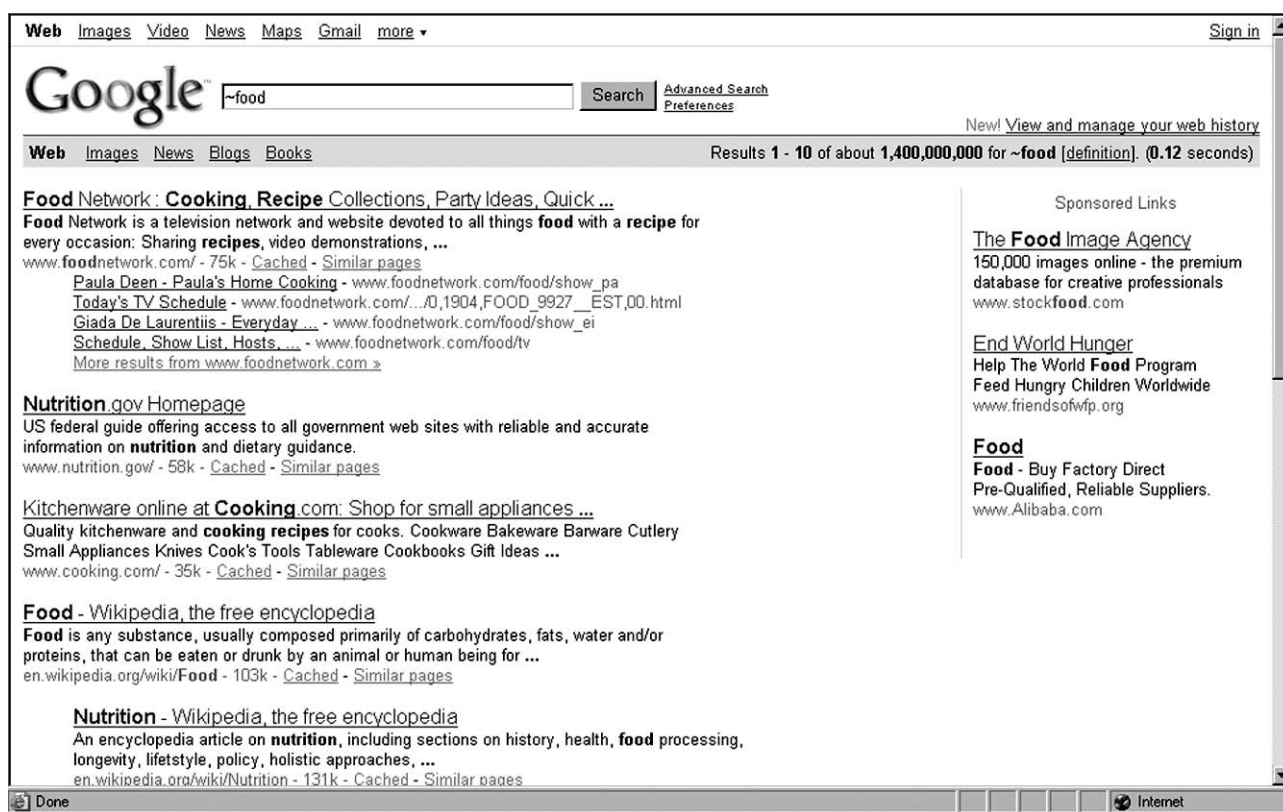 Web Images Video News Maps Gmail more ▾ Sign in
Google™ ~food Search Advanced Search
Preferences
New! View and manage your web history
Web Images News Blogs Books Results 1 - 10 of about 1,400,000,000 for ~food [definition]. (0.12 seconds)
Food Network : Cooking, Recipe Collections, Party Ideas, Quick ...
Food Network is a television network and website devoted to all things food with a recipe for
every occasion: Sharing recipes, video demonstrations, ...
www.foodnetwork.com/ - 75k - Cached - Similar pages
Paula Deen - Paula's Home Cooking - www.foodnetwork.com/food/show_pa
Today's TV Schedule - www.foodnetwork.com/.../0,1904,FOOD_9927__EST,00.html
Giada De Laurentiis - Everyday ... - www.foodnetwork.com/food/show_ei
Schedule, Show List, Hosts, ... - www.foodnetwork.com/food/tv
More results from www.foodnetwork.com »
Nutrition.gov Homepage
US federal guide offering access to all government web sites with reliable and accurate
information on nutrition and dietary guidance.
www.nutrition.gov/ - 58k - Cached - Similar pages
Kitchenware online at Cooking.com: Shop for small appliances ...
Quality kitchenware and cooking recipes for cooks. Cookware Bakeware Barware Cutlery
Small Appliances Knives Cook's Tools Tableware Cookbooks Gift Ideas ...
www.cooking.com/ - 35k - Cached - Similar pages
Food - Wikipedia, the free encyclopedia
Food is any substance, usually composed primarily of carbohydrates, fats, water and/or
proteins, that can be eaten or drunk by an animal or human being for ...
en.wikipedia.org/wiki/Food - 103k - Cached - Similar pages
Nutrition - Wikipedia, the free encyclopedia
An encyclopedia article on nutrition, including sections on history, health, food processing,
longevity, lifetstyle, policy, holistic approaches, ...
en.wikipedia.org/wiki/Nutrition - 131k - Cached - Similar pages
Sponsored Links
The Food Image Agency
150,000 images online - the premium
database for creative professionals
www.stockfood.com
End World Hunger
Help The World Food Program
Feed Hungry Children Worldwide
www.friendsofwfp.org
Food
Food - Buy Factory Direct
Pre-Qualified, Reliable Suppliers.
www.Alibaba.com
Done Internet